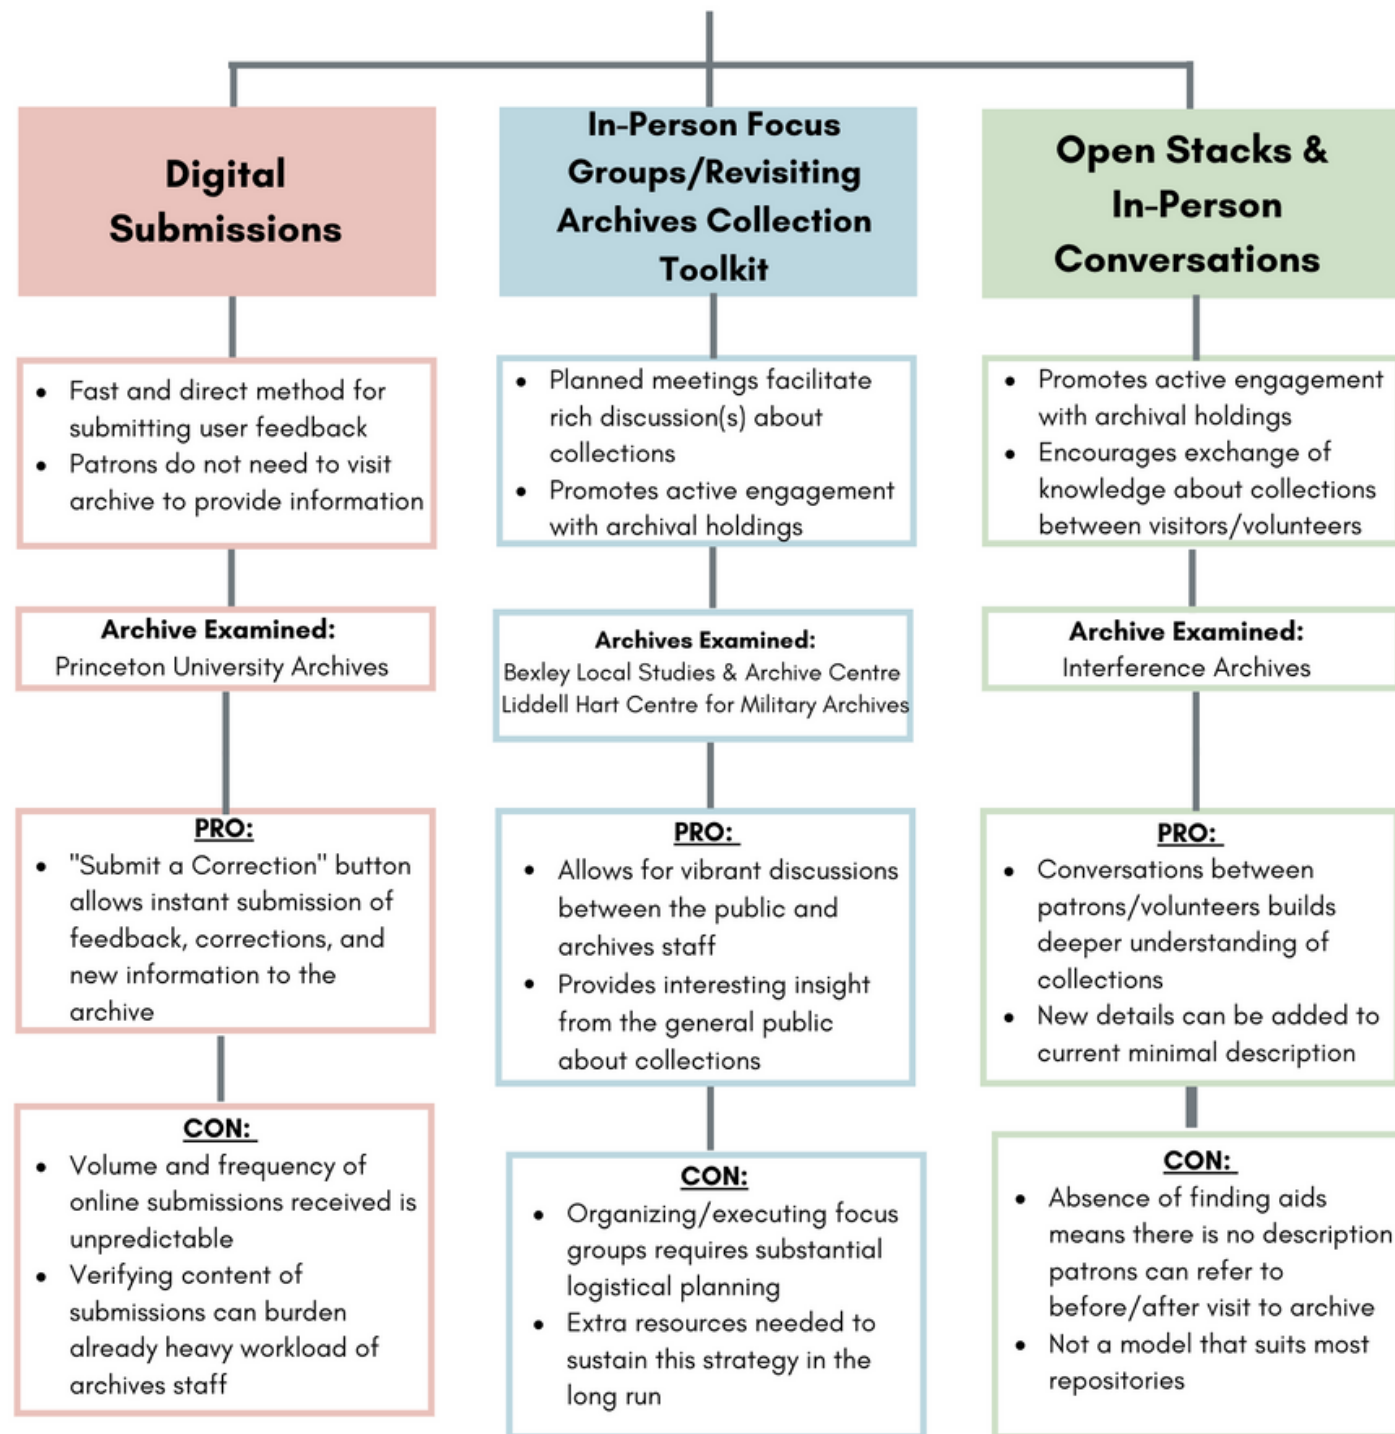 Digital
Submissions
• Fast and direct method for
submitting user feedback
• Patrons do not need to visit
archive to provide information
Archive Examined:
Princeton University Archives
PRO:
• "Submit a Correction" button
allows instant submission of
feedback, corrections, and
new information to the
archive
CON:
• Volume and frequency of
online submissions received is
unpredictable
• Verifying content of
submissions can burden
already heavy workload of
archives staff
In-Person Focus
Groups/Revisiting
Archives Collection
Toolkit
• Planned meetings facilitate
rich discussion(s) about
collections
• Promotes active engagement
with archival holdings
Archives Examined:
Bexley Local Studies & Archive Centre
Liddell Hart Centre for Military Archives
PRO:
• Allows for vibrant discussions
between the public and
archives staff
• Provides interesting insight
from the general public
about collections
CON:
• Organizing/executing focus
groups requires substantial
logistical planning
• Extra resources needed to
sustain this strategy in the
long run
Open Stacks &
In-Person
Conversations
• Promotes active engagement
with archival holdings
• Encourages exchange of
knowledge about collections
between visitors/volunteers
Archive Examined:
Interference Archives
PRO:
• Conversations between
patrons/volunteers builds
deeper understanding of
collections
• New details can be added to
current minimal description
CON:
• Absence of finding aids
means there is no description
patrons can refer to
before/after visit to archive
• Not a model that suits most
repositories